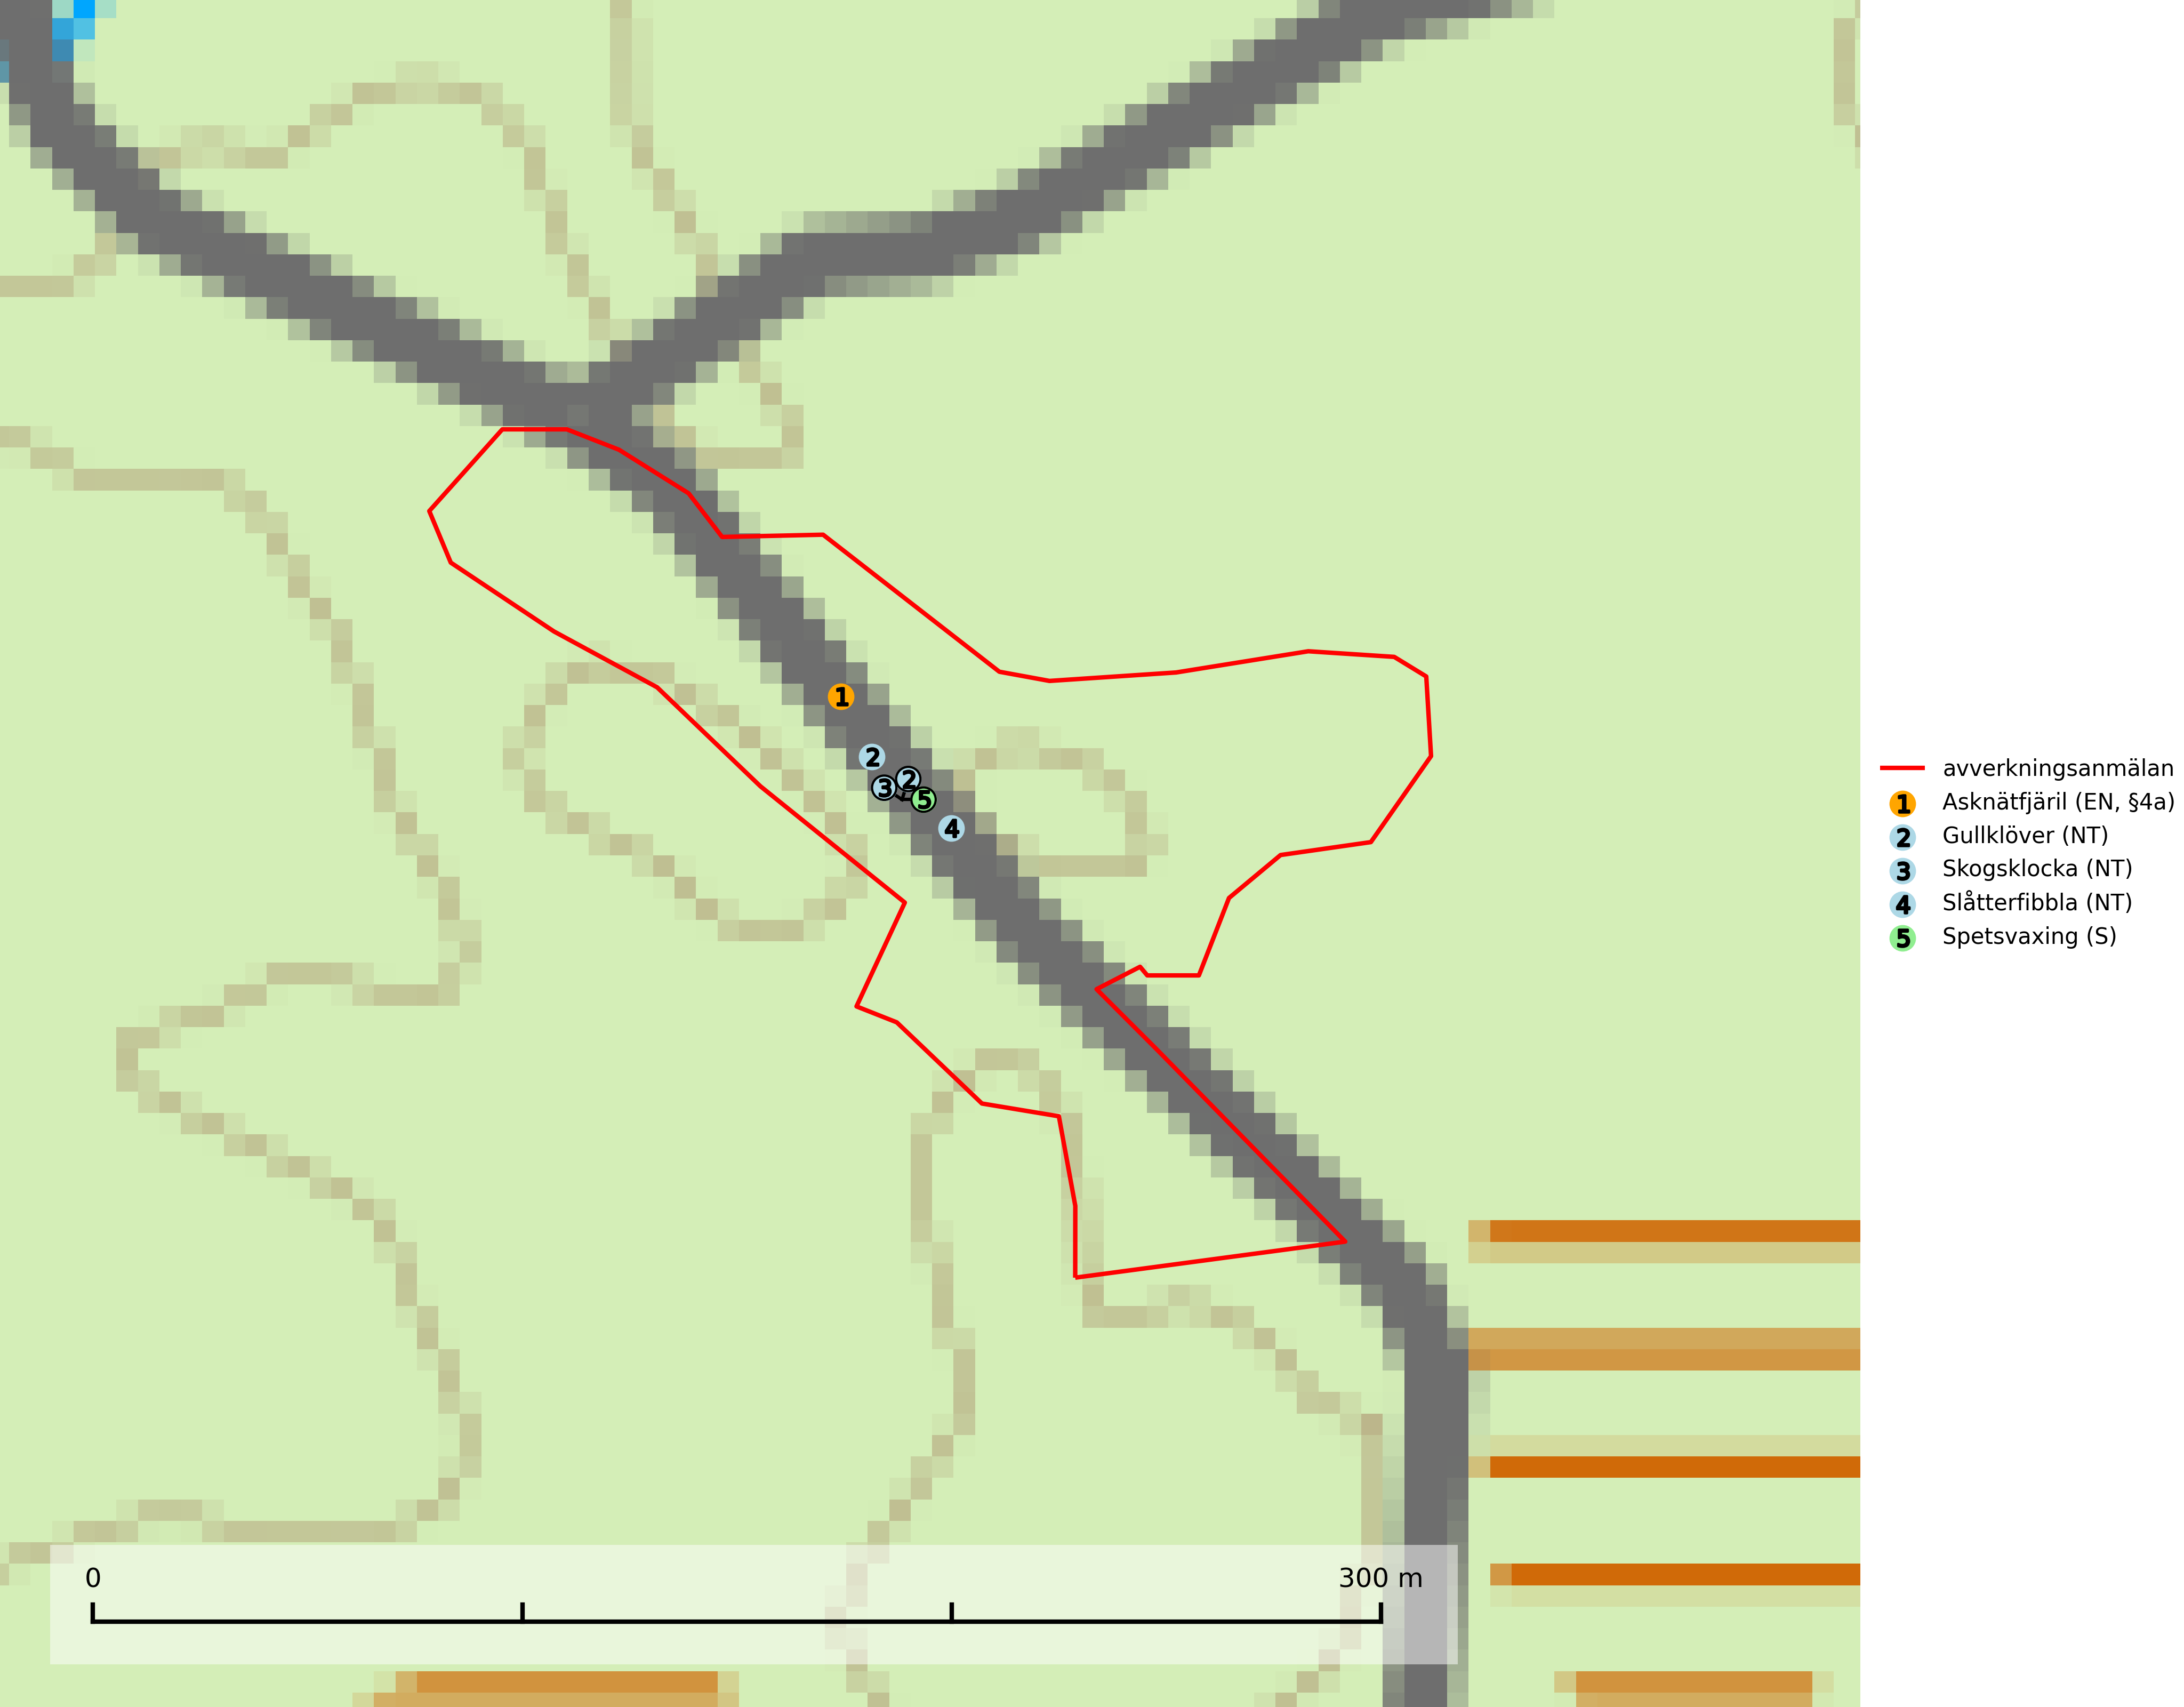 1
2
2
3
5
4
avverkningsanmälan
1 Asknätfjäril (EN, §4a)
2 Gullklöver (NT)
3 Skogsklocka (NT)
4 Slåtterfibbla (NT)
5 Spetsvaxing (S)
0 300 m